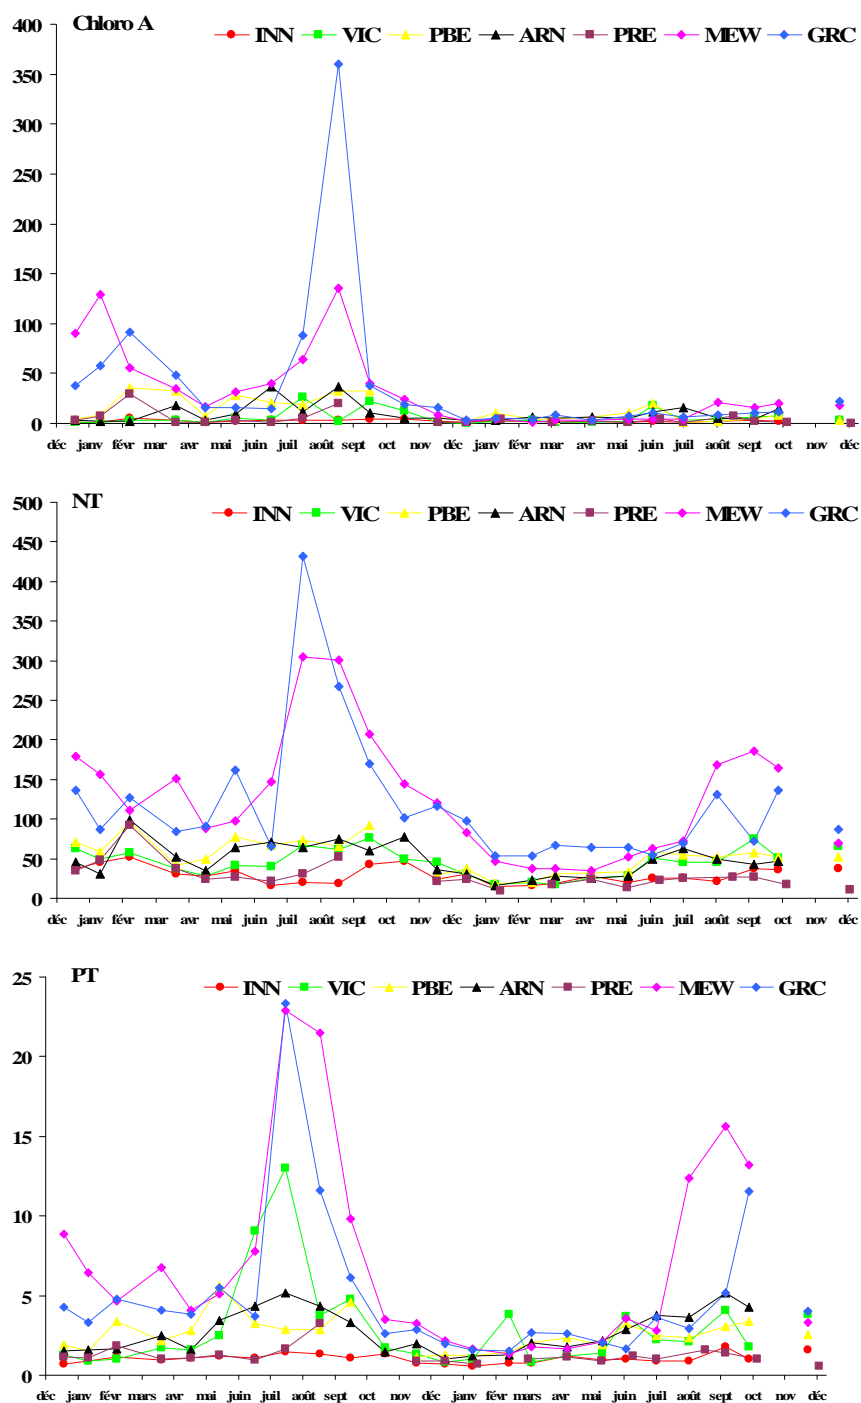 Chloro A
INN VIC PBE ARN PRE MEW GRC
400
350
300
250
200
150
100
50
0
déc janv févr mar avr mai juin juil août sept oct nov déc janv févr mar avr mai juin juil août sept oct nov déc
NT
INN VIC PBE ARN PRE MEW GRC
500
450
400
350
300
250
200
150
100
50
0
déc janv févr mar avr mai juin juil août sept oct nov déc janv févr mar avr mai juin juil août sept oct nov déc
PT
INN VIC PBE ARN PRE MEW GRC
25
20
15
10
5
0
déc janv févr mars avr mai juin juil août sept oct nov déc janv févr mars avr mai juin juil août sept oct nov déc